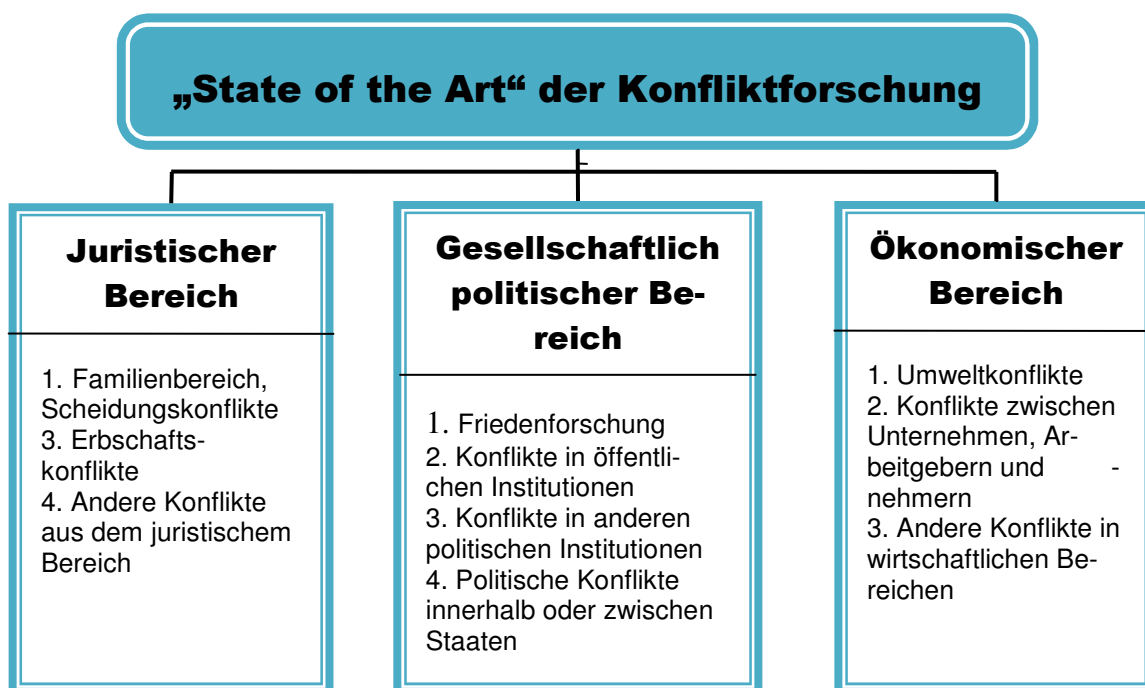 „State of the Art“ der Konfliktforschung
Juristischer
Bereich
1. Familienbereich,
Scheidungskonflikte
3. Erbschafts-
konflikte
4. Andere Konflikte
aus dem juristischem
Bereich
Gesellschaftlich
politischer Be-
reich
1. Friedenforschung
2. Konflikte in öffentli-
chen Institutionen
3. Konflikte in anderen
politischen Institutionen
4. Politische Konflikte
innerhalb oder zwischen
Staaten
Ökonomischer
Bereich
1. Umweltkonflikte
2. Konflikte zwischen
Unternehmen, Ar-
beitgebern und -
nehmern
3. Andere Konflikte in
wirtschaftlichen Be-
reichen